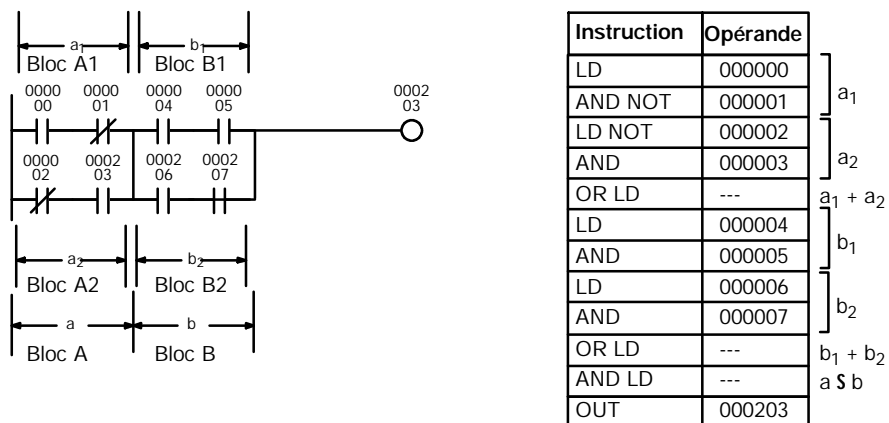 a1 b1
Bloc A1 Bloc B1
0000 0000 0000 0000 0002
00 01 04 05 03
0000 0002 0002 0002
02 03 06 07
a2 b2
Bloc A2 Bloc B2
a b
Bloc A Bloc B
Instruction Opérande
LD 000000
AND NOT 000001
a1
LD NOT 000002
AND 000003
a2
OR LD --- a1 + a2
LD 000004
AND 000005
b1
LD 000006
AND 000007
b2
OR LD --- b1 + b2
AND LD --- a S b
OUT 000203